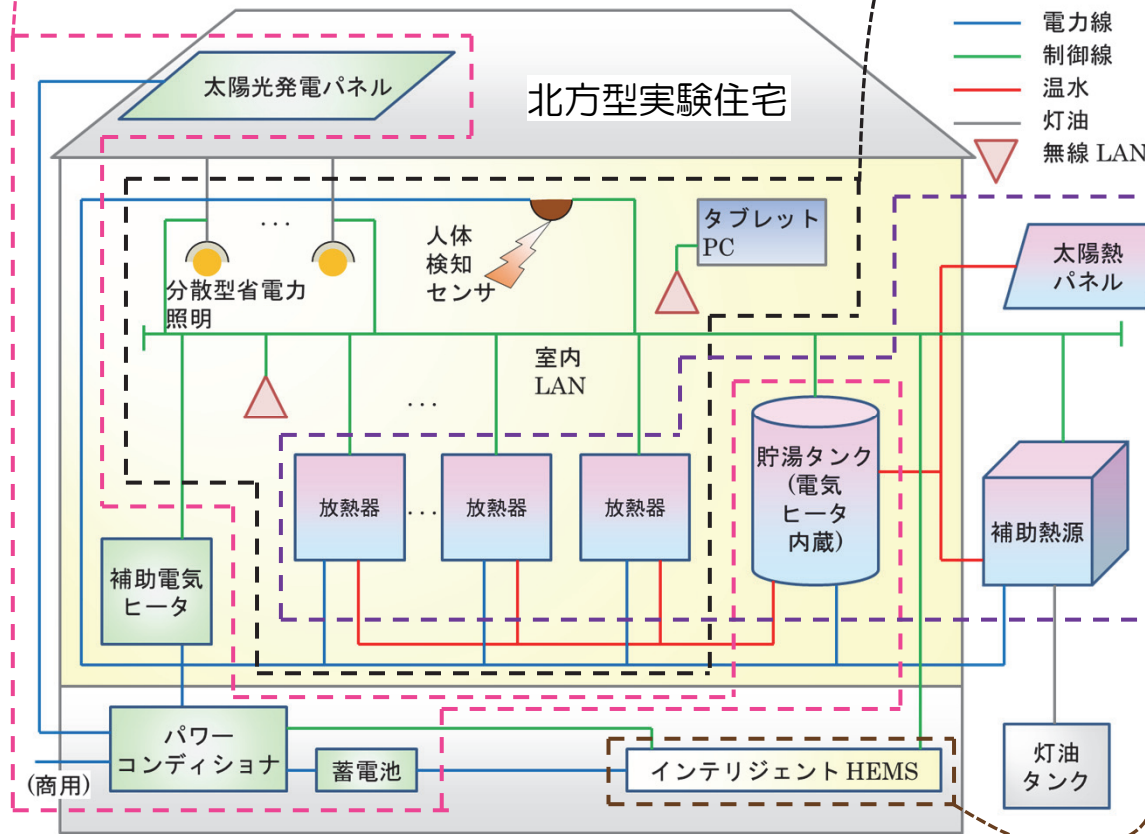 電力線
制御線
温水
灯油
無線 LAN
太陽光発電パネル
北方型実験住宅
…
人体
検知
センサ
タブレット
PC
太陽熱
パネル
分散型省電力
照明
室内
LAN
…
放熱器
…
放熱器
放熱器
貯湯タンク
(電気
ヒータ
内蔵)
補助熱源
補助電気
ヒータ
パワー
コンディショナ
(商用)
蓄電池
インテリジェント HEMS
灯油
タンク